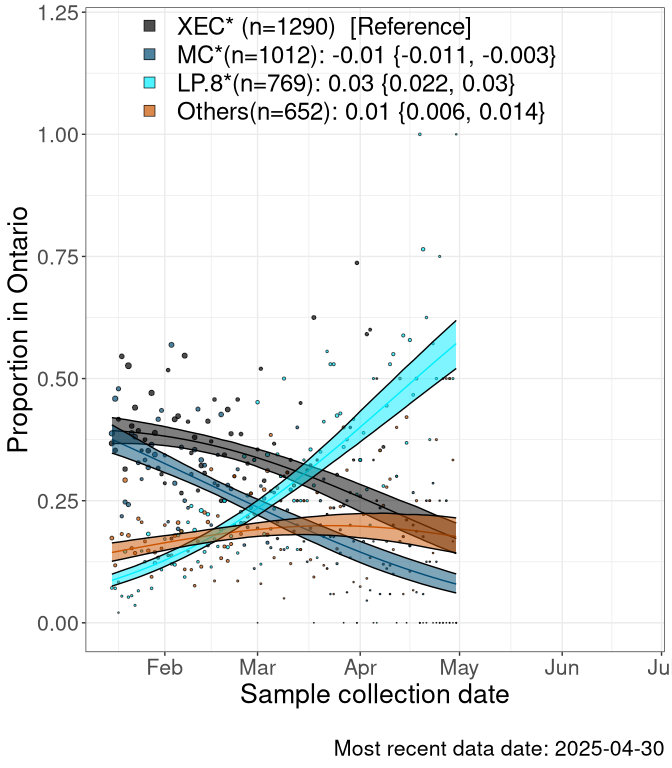 1.25
XEC* (n=1290) [Reference]
MC*(n=1012): -0.01 {-0.011, -0.003}
LP.8*(n=769): 0.03 {0.022, 0.03}
Others(n=652): 0.01 {0.006, 0.014}
1.00
0.75
0.50
0.25
0.00
Proportion in Ontario
Feb Mar Apr May Jun Ju
Sample collection date
Most recent data date: 2025-04-30